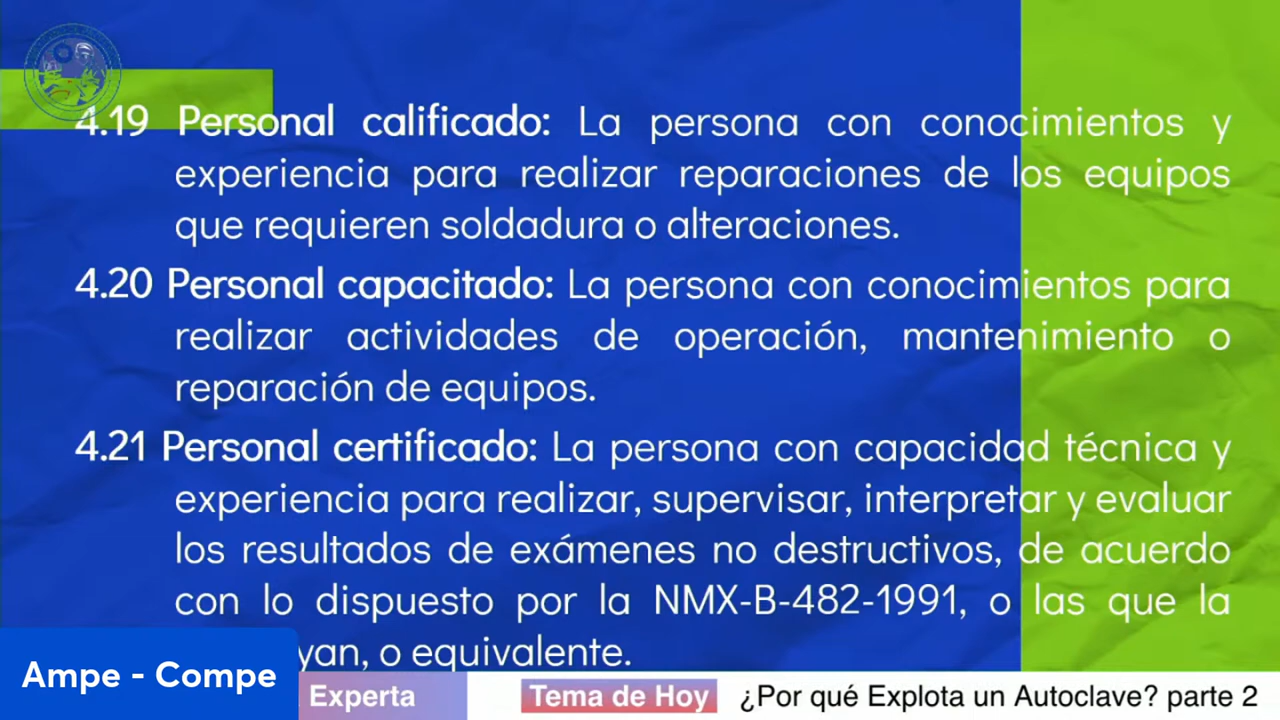 4.19 Personal calificado: La persona con conocimientos y
experiencia para realizar reparaciones de los equipos
que requieren soldadura o alteraciones.
4.20 Personal capacitado: La persona con conocimientos para
realizar actividades de operación, mantenimiento o
reparación de equipos.
4.21 Personal certificado: La persona con capacidad técnica y
experiencia para realizar, supervisar, interpretar y evaluar
los resultados de exámenes no destructivos, de acuerdo
con lo dispuesto por la NMX-B-482-1991, o las que la
yan, o equivalente.
Ampe - Compe
Experta
Tema de Hoy ¿Por qué Explota un Autoclave? parte 2